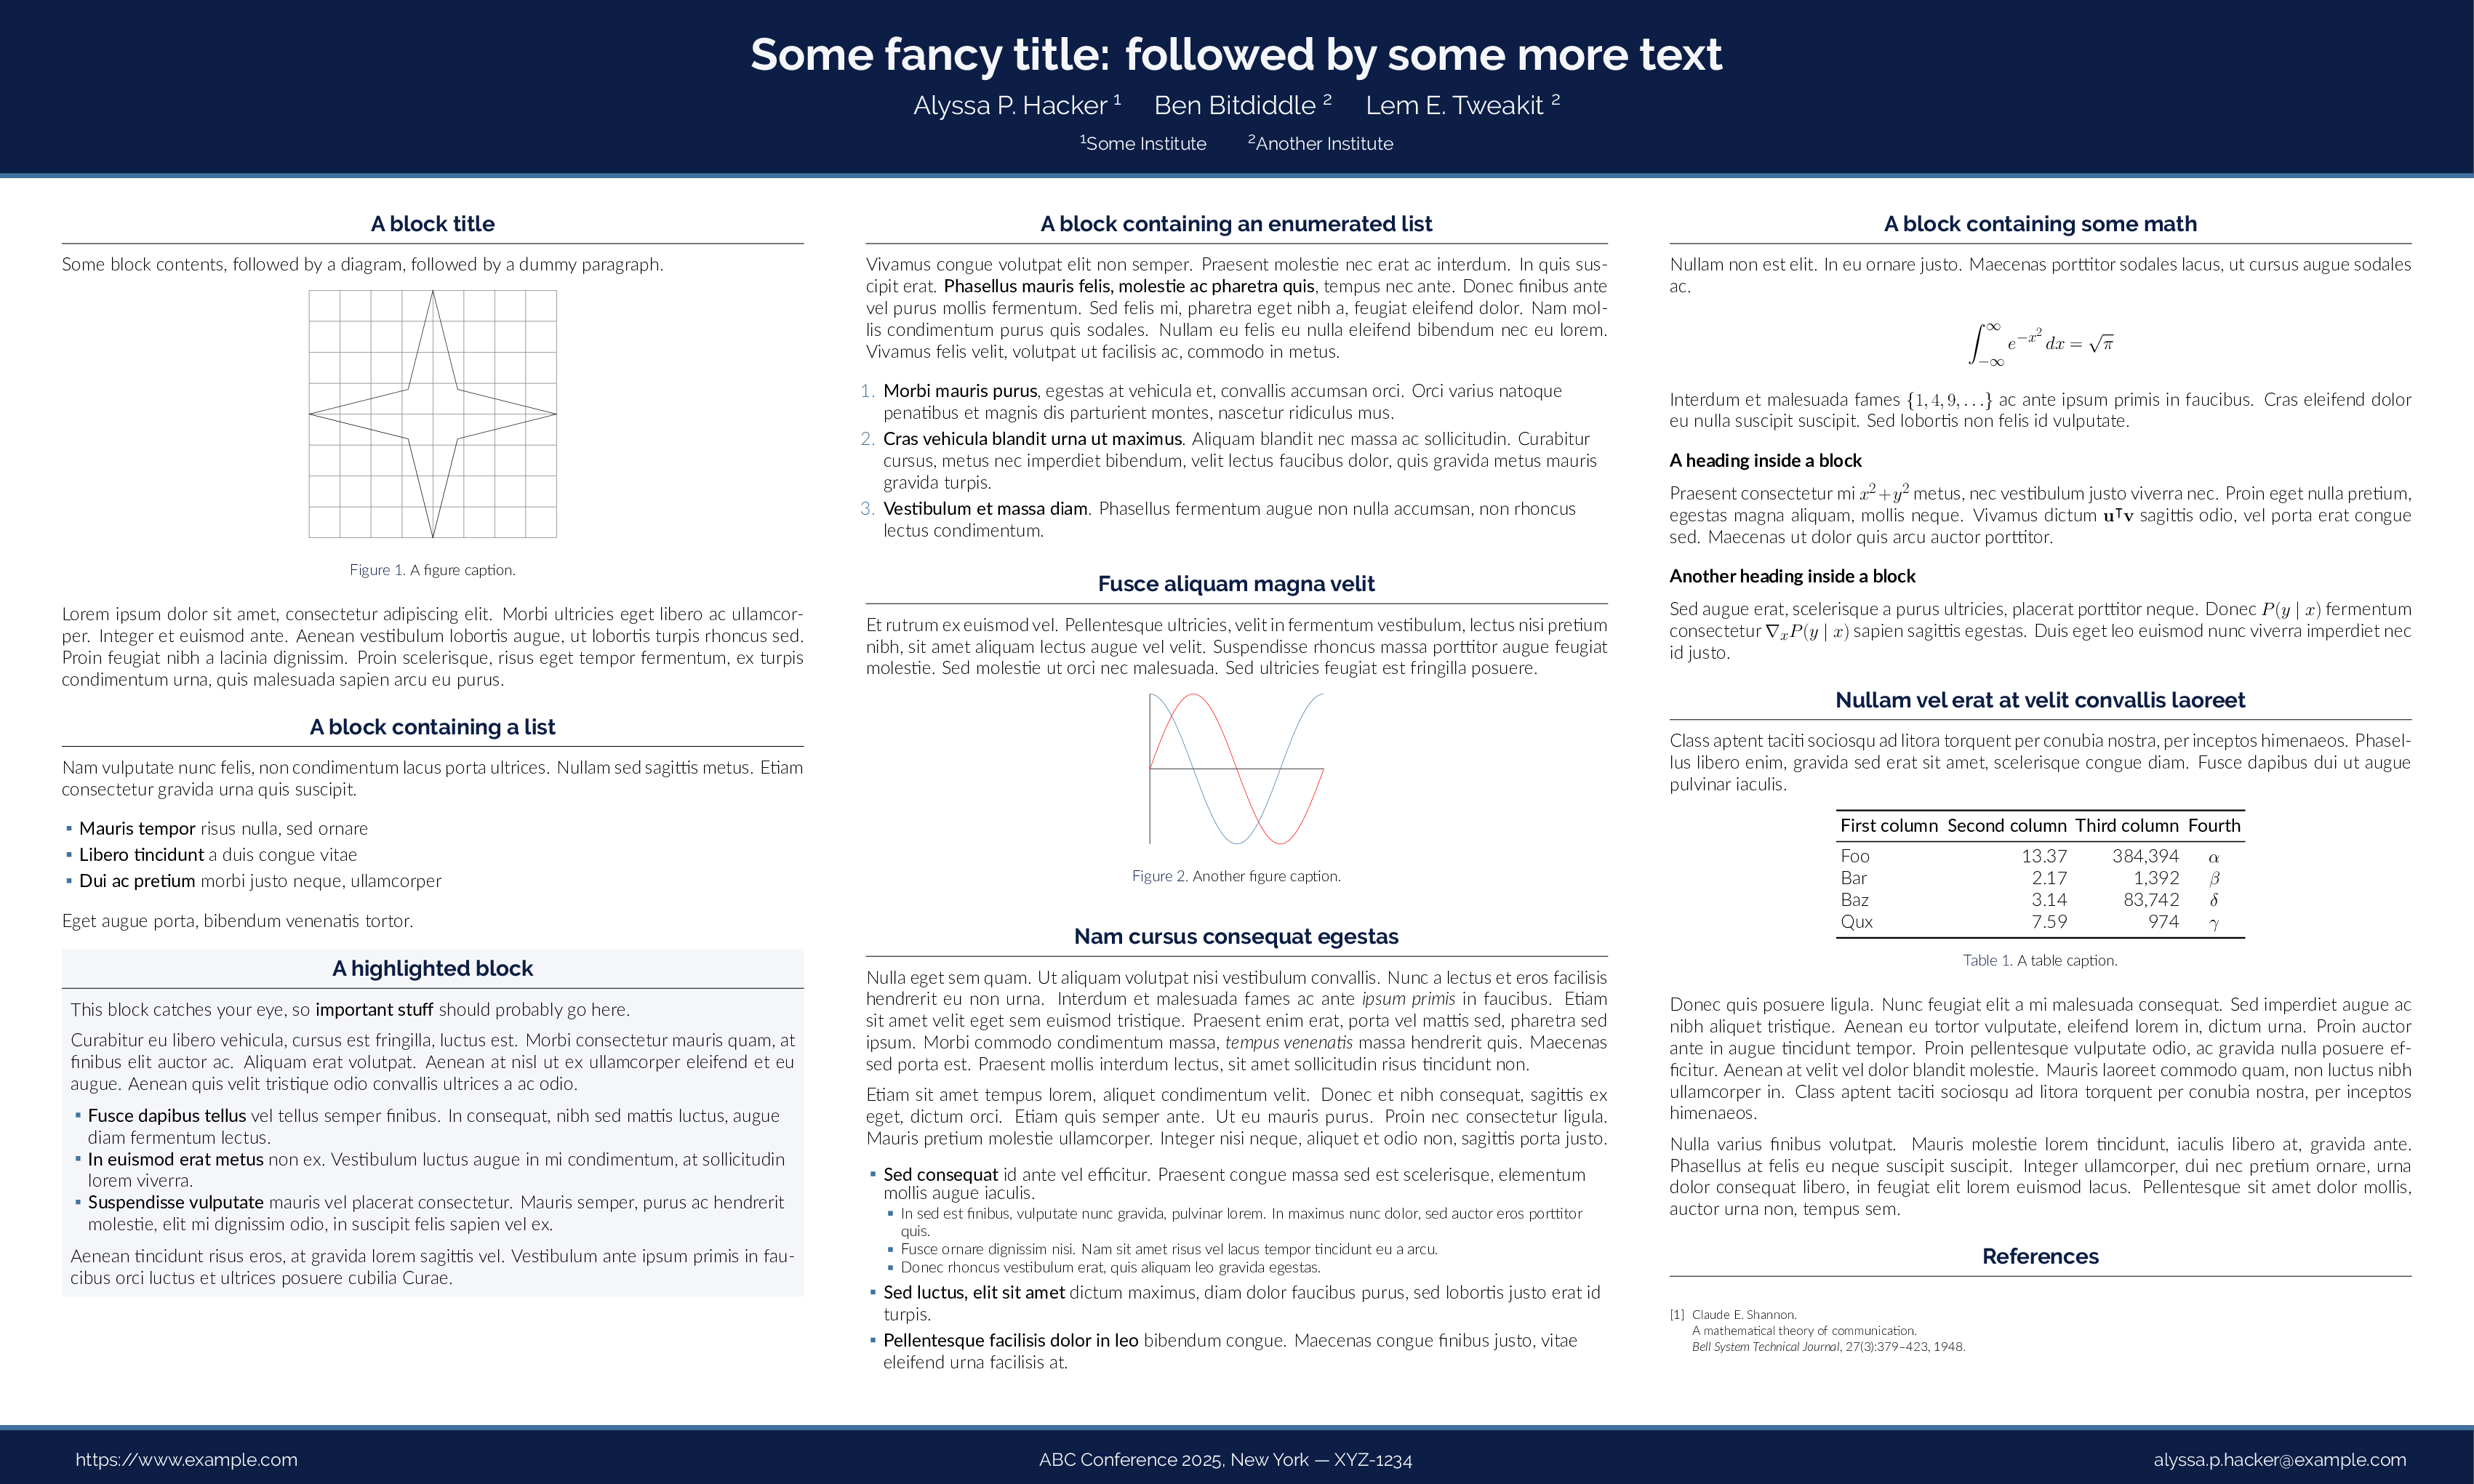 Some fancy title: followed by some more text
Alyssa P. Hacker ¹ Ben Bitdiddle ² Lem E. Tweakit ²
¹Some Institute ²Another Institute
A block title
Some block contents, followed by a diagram, followed by a dummy paragraph.
Figure 1. A figure caption.
Lorem ipsum dolor sit amet, consectetur adipiscing elit. Morbi ultricies eget libero ac ullamcor-
per. Integer et euismod ante. Aenean vestibulum lobortis augue, ut lobortis turpis rhoncus sed.
Proin feugiat nibh a lacinia dignissim. Proin scelerisque, risus eget tempor fermentum, ex turpis
condimentum urna, quis malesuada sapien arcu eu purus.
A block containing a list
Nam vulputate nunc felis, non condimentum lacus porta ultrices. Nullam sed sagittis metus. Etiam
consectetur gravida urna quis suscipit.
▪ Mauris tempor risus nulla, sed ornare
▪ Libero tincidunt a duis congue vitae
▪ Dui ac pretium morbi justo neque, ullamcorper
Eget augue porta, bibendum venenatis tortor.
A highlighted block
This block catches your eye, so important stuff should probably go here.
Curabitur eu libero vehicula, cursus est fringilla, luctus est. Morbi consectetur mauris quam, at
finibus elit auctor ac. Aliquam erat volutpat. Aenean at nisl ut ex ullamcorper eleifend et eu
augue. Aenean quis velit tristique odio convallis ultrices a ac odio.
▪ Fusce dapibus tellus vel tellus semper finibus. In consequat, nibh sed mattis luctus, augue
diam fermentum lectus.
▪ In euismod erat metus non ex. Vestibulum luctus augue in mi condimentum, at sollicitudin
lorem viverra.
▪ Suspendisse vulputate mauris vel placerat consectetur. Mauris semper, purus ac hendrerit
molestie, elit mi dignissim odio, in suscipit felis sapien vel ex.
Aenean tincidunt risus eros, at gravida lorem sagittis vel. Vestibulum ante ipsum primis in fau-
cibus orci luctus et ultrices posuere cubilia Curae.
A block containing an enumerated list
Vivamus congue volutpat elit non semper. Praesent molestie nec erat ac interdum. In quis sus-
cipit erat. Phasellus mauris felis, molestie ac pharetra quis, tempus nec ante. Donec finibus ante
vel purus mollis fermentum. Sed felis mi, pharetra eget nibh a, feugiat eleifend dolor. Nam mol-
lis condimentum purus quis sodales. Nullam eu felis eu nulla eleifend bibendum nec eu lorem.
Vivamus felis velit, volutpat ut facilisis ac, commodo in metus.
1. Morbi mauris purus, egestas at vehicula et, convallis accumsan orci. Orci varius natoque
penatibus et magnis dis parturient montes, nascetur ridiculus mus.
2. Cras vehicula blandit urna ut maximus. Aliquam blandit nec massa ac sollicitudin. Curabitur
cursus, metus nec imperdiet bibendum, velit lectus faucibus dolor, quis gravida metus mauris
gravida turpis.
3. Vestibulum et massa diam. Phasellus fermentum augue non nulla accumsan, non rhoncus
lectus condimentum.
Fusce aliquam magna velit
Et rutrum ex euismod vel. Pellentesque ultricies, velit in fermentum vestibulum, lectus nisi pretium
nibh, sit amet aliquam lectus augue vel velit. Suspendisse rhoncus massa porttitor augue feugiat
molestie. Sed molestie ut orci nec malesuada. Sed ultricies feugiat est fringilla posuere.
Figure 2. Another figure caption.
Nam cursus consequat egestas
Nulla eget sem quam. Ut aliquam volutpat nisi vestibulum convallis. Nunc a lectus et eros facilisis
hendrerit eu non urna. Interdum et malesuada fames ac ante ipsum primis in faucibus. Etiam
sit amet velit eget sem euismod tristique. Praesent enim erat, porta vel mattis sed, pharetra sed
ipsum. Morbi commodo condimentum massa, tempus venenatis massa hendrerit quis. Maecenas
sed porta est. Praesent mollis interdum lectus, sit amet sollicitudin risus tincidunt non.
Etiam sit amet tempus lorem, aliquet condimentum velit. Donec et nibh consequat, sagittis ex
eget, dictum orci. Etiam quis semper ante. Ut eu mauris purus. Proin nec consectetur ligula.
Mauris pretium molestie ullamcorper. Integer nisi neque, aliquet et odio non, sagittis porta justo.
▪ Sed consequat id ante vel efficitur. Praesent congue massa sed est scelerisque, elementum
mollis augue iaculis.
▪ In sed est finibus, vulputate nunc gravida, pulvinar lorem. In maximus nunc dolor, sed auctor eros porttitor
quis.
▪ Fusce ornare dignissim nisi. Nam sit amet risus vel lacus tempor tincidunt eu a arcu.
▪ Donec rhoncus vestibulum erat, quis aliquam leo gravida egestas.
▪ Sed luctus, elit sit amet dictum maximus, diam dolor faucibus purus, sed lobortis justo erat id
turpis.
▪ Pellentesque facilisis dolor in leo bibendum congue. Maecenas congue finibus justo, vitae
eleifend urna facilisis at.
A block containing some math
Nullam non est elit. In eu ornare justo. Maecenas porttitor sodales lacus, ut cursus augue sodales
ac.
∫_{−∞}^{∞} e^{−x²} dx = √π
Interdum et malesuada fames {1, 4, 9, . . .} ac ante ipsum primis in faucibus. Cras eleifend dolor
eu nulla suscipit suscipit. Sed lobortis non felis id vulputate.
A heading inside a block
Praesent consectetur mi x² + y² metus, nec vestibulum justo viverra nec. Proin eget nulla pretium,
egestas magna aliquam, mollis neque. Vivamus dictum u⊺v sagittis odio, vel porta erat congue
sed. Maecenas ut dolor quis arcu auctor porttitor.
Another heading inside a block
Sed augue erat, scelerisque a purus ultricies, placerat porttitor neque. Donec P(y | x) fermentum
consectetur ∇ₓP(y | x) sapien sagittis egestas. Duis eget leo euismod nunc viverra imperdiet nec
id justo.
Nullam vel erat at velit convallis laoreet
Class aptent taciti sociosqu ad litora torquent per conubia nostra, per inceptos himenaeos. Phasel-
lus libero enim, gravida sed erat sit amet, scelerisque congue diam. Fusce dapibus dui ut augue
pulvinar iaculis.
First column Second column Third column Fourth
Foo 13.37 384,394 α
Bar 2.17 1,392 β
Baz 3.14 83,742 δ
Qux 7.59 974 γ
Table 1. A table caption.
Donec quis posuere ligula. Nunc feugiat elit a mi malesuada consequat. Sed imperdiet augue ac
nibh aliquet tristique. Aenean eu tortor vulputate, eleifend lorem in, dictum urna. Proin auctor
ante in augue tincidunt tempor. Proin pellentesque vulputate odio, ac gravida nulla posuere ef-
ficitur. Aenean at velit vel dolor blandit molestie. Mauris laoreet commodo quam, non luctus nibh
ullamcorper in. Class aptent taciti sociosqu ad litora torquent per conubia nostra, per inceptos
himenaeos.
Nulla varius finibus volutpat. Mauris molestie lorem tincidunt, iaculis libero at, gravida ante.
Phasellus at felis eu neque suscipit suscipit. Integer ullamcorper, dui nec pretium ornare, urna
dolor consequat libero, in feugiat elit lorem euismod lacus. Pellentesque sit amet dolor mollis,
auctor urna non, tempus sem.
References
[1] Claude E. Shannon.
A mathematical theory of communication.
Bell System Technical Journal, 27(3):379–423, 1948.
https://www.example.com
ABC Conference 2025, New York — XYZ-1234
alyssa.p.hacker@example.com